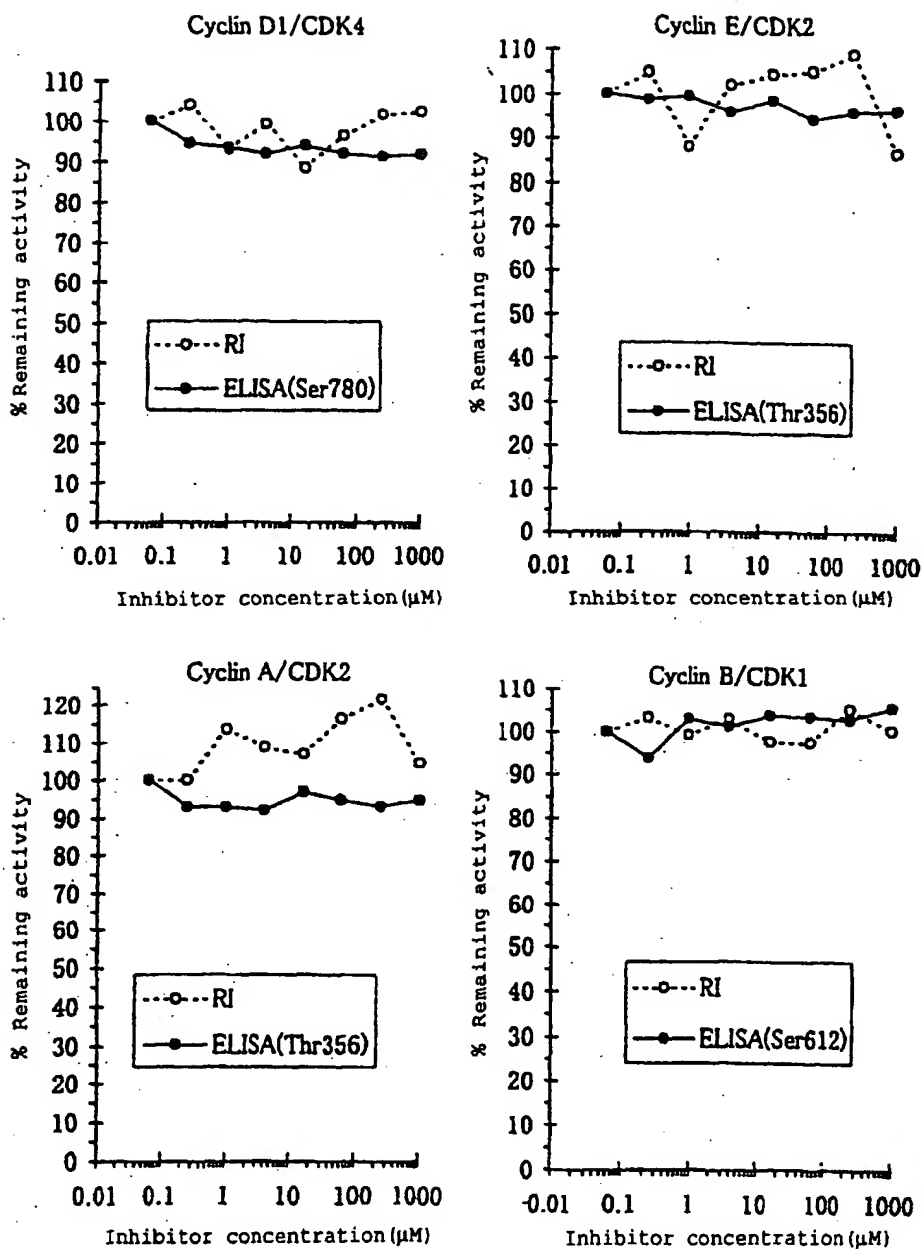 Cyclin D1/CDK4
110
100
90
80
70
60
50
40
30
20
10
0
% Remaining activity
RI
ELISA(Ser780)
0.01 0.1 1 10 100 1000
Inhibitor concentration(µM)
Cyclin E/CDK2
110
100
90
80
70
60
50
40
30
20
10
0
% Remaining activity
RI
ELISA(Thr356)
0.01 0.1 1 10 100 1000
Inhibitor concentration(µM)
Cyclin A/CDK2
120
110
100
90
80
70
60
50
40
30
20
10
0
% Remaining activity
RI
ELISA(Thr356)
0.01 0.1 1 10 100 1000
Inhibitor concentration(µM)
Cyclin B/CDK1
110
100
90
80
70
60
50
40
30
20
10
0
% Remaining activity
RI
ELISA(Ser612)
-0.01 0.1 1 10 100 1000
Inhibitor concentration(µM)